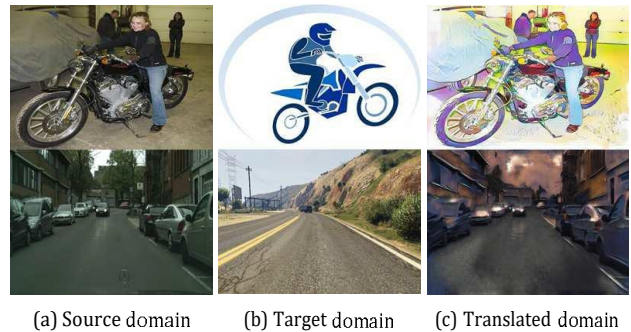 (a) Source domain
(b) Target domain
(c) Translated domain